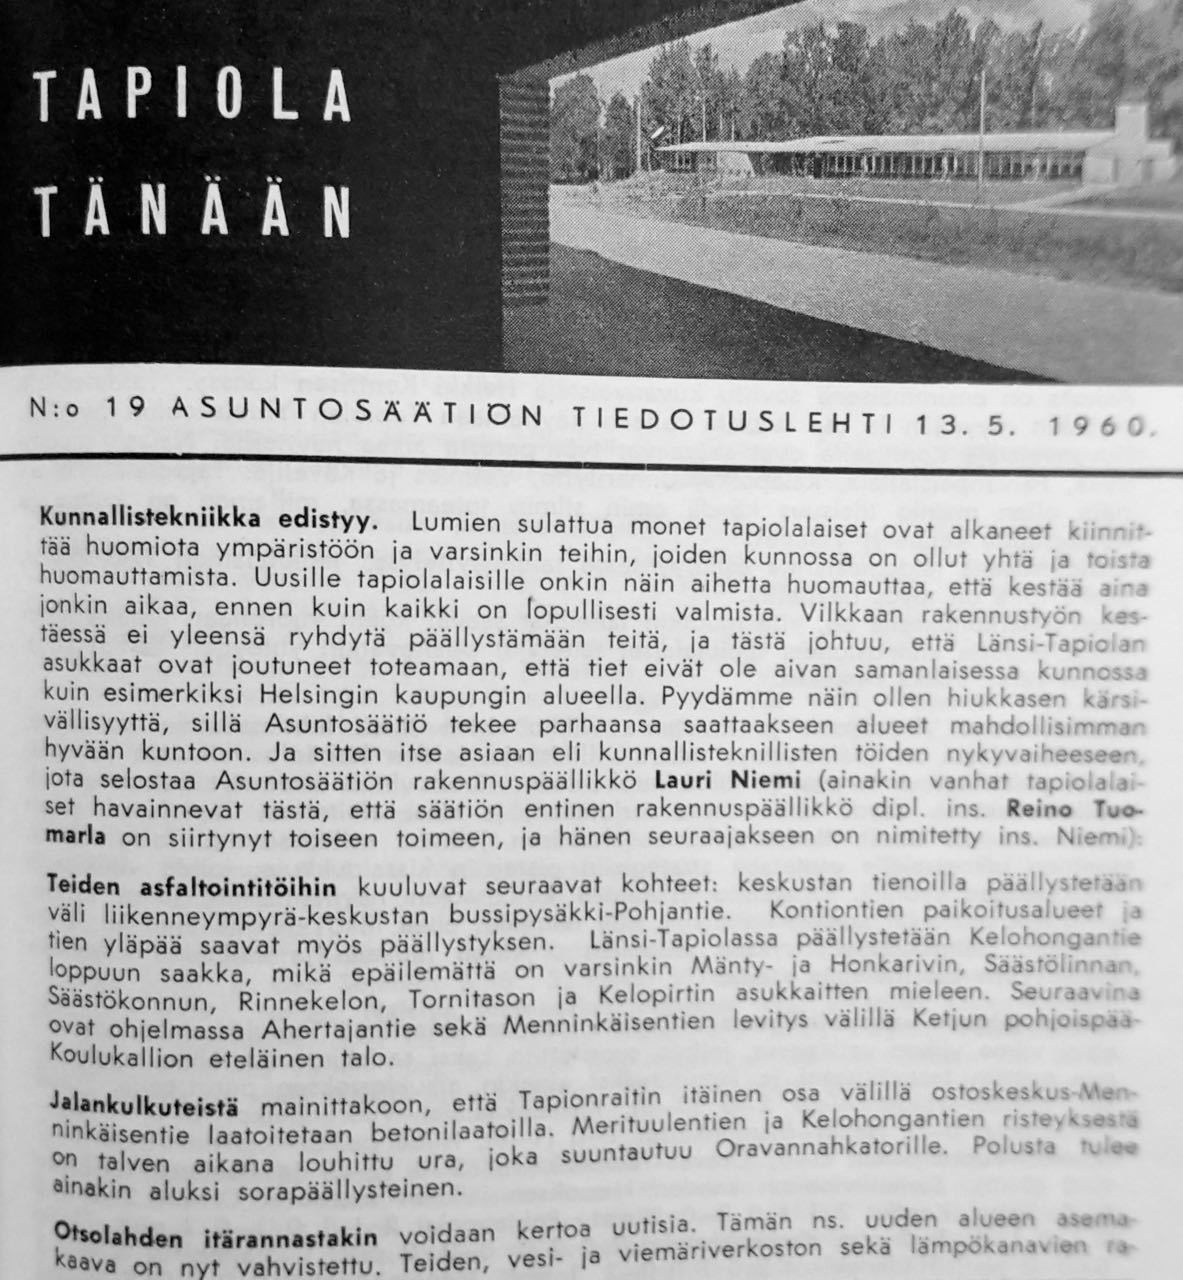 TAPIOLA
TÄNÄÄN
N:o 19 ASUNTOSÄÄTIÖN TIEDOTUSLEHTI 13. 5. 1960.
Kunnallistekniikka edistyy. Lumien sulattua monet tapiolalaiset ovat alkaneet kiinnit-
tää huomiota ympäristöön ja varsinkin teihin, joiden kunnossa on ollut yhtä ja toista
huomauttamista. Uusille tapiolalaisille onkin näin aihetta huomauttaa, että kestää aina
jonkin aikaa, ennen kuin kaikki on lopullisesti valmista. Vilkkaan rakennustyön kes-
täessä ei yleensä ryhdytä päällystämään teitä, ja tästä johtuu, että Länsi-Tapiolan
asukkaat ovat joutuneet toteamaan, että tiet eivät ole aivan samanlaisessa kunnossa
kuin esimerkiksi Helsingin kaupungin alueella. Pyydämme näin ollen hiukkasen kärsi-
vällisyyttä, sillä Asuntosäätiö tekee parhaansa saattaakseen alueet mahdollisimman
hyvään kuntoon. Ja sitten itse asiaan eli kunnallisteknillisten töiden nykyvaiheeseen,
jota selostaa Asuntosäätiön rakennuspäällikkö Lauri Niemi (ainakin vanhat tapiolalai-
set havainnevat tästä, että säätiön entinen rakennuspäällikkö dipl. ins. Reino Tuo-
marla on siirtynyt toiseen toimeen, ja hänen seuraajakseen on nimitetty ins. Niemi):
Teiden asfaltointitöihin kuuluvat seuraavat kohteet: keskustan tienoilla päällystetään
väli liikenneympyrä-keskustan bussipysäkki-Pohjantie. Kontiontien paikoitusalueet ja
tien yläpää saavat myös päällystyksen. Länsi-Tapiolassa päällystetään Kelohongantie
loppuun saakka, mikä epäilemättä on varsinkin Mänty- ja Honkarivin, Säästölinnan,
Säästökonnun, Rinnekelon, Tornitason ja Kelopirtin asukkaitten mieleen. Seuraavina
ovat ohjelmassa Ahertajantie sekä Menninkäisentien levitys välillä Ketjun pohjoispää-
Koulukallion eteläinen talo.
Jalankulkuteistä mainittakoon, että Tapionraitin itäinen osa välillä ostoskeskus-Men-
ninkäisentie laatoitetaan betonilaatoilla. Merituulentien ja Kelohongantien risteyksestä
on talven aikana louhittu ura, joka suuntautuu Oravannahkatorille. Polusta tulee
ainakin aluksi sorapäällysteinen.
Otsolahden itärannastakin voidaan kertoa uutisia. Tämän ns. uuden alueen asema-
kaava on nyt vahvistettu. Teiden, vesi- ja viemäriverkoston sekä lämpökanavien ra-